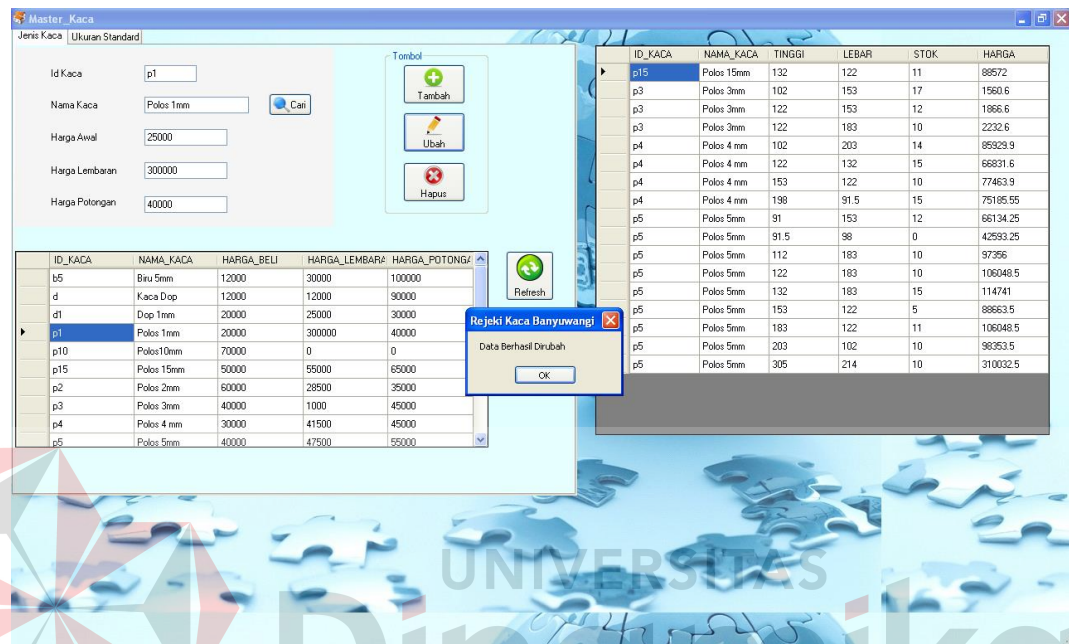 Master_Kaca
Jenis Kaca Ukuran Standard
Id Kaca p1
Nama Kaca Polos 1mm Cari
Harga Awal 25000
Harga Lembaran 300000
Harga Potongan 40000
Tombol
Tambah
Ubah
Hapus
ID_KACA NAMA_KACA HARGA_BELI HARGA_LEMBARA HARGA_POTONGA
b5 Biru 5mm 12000 30000 100000
d Kaca Dop 12000 12000 90000
d1 Dop 1mm 20000 25000 30000
p1 Polos 1mm 20000 300000 40000
p10 Polos10mm 70000 0 0
p15 Polos 15mm 50000 55000 65000
p2 Polos 2mm 60000 28500 35000
p3 Polos 3mm 40000 1000 45000
p4 Polos 4 mm 30000 41500 45000
p5 Polos 5mm 40000 47500 55000
Refresh
Rejeki Kaca Banyuwangi
Data Berhasil Dirubah
OK
ID_KACA NAMA_KACA TINGGI LEBAR STOK HARGA
p15 Polos 15mm 132 122 11 88572
p3 Polos 3mm 102 153 17 1560.6
p3 Polos 3mm 122 153 12 1866.6
p3 Polos 3mm 122 183 10 2232.6
p4 Polos 4 mm 102 203 14 85929.9
p4 Polos 4 mm 122 132 15 66831.6
p4 Polos 4 mm 153 122 10 77463.9
p4 Polos 4 mm 198 91.5 15 75185.55
p5 Polos 5mm 91 153 12 66134.25
p5 Polos 5mm 91.5 98 0 42593.25
p5 Polos 5mm 112 183 10 97356
p5 Polos 5mm 122 183 10 106048.5
p5 Polos 5mm 132 183 15 114741
p5 Polos 5mm 153 122 5 88663.5
p5 Polos 5mm 183 122 11 106048.5
p5 Polos 5mm 203 102 10 98353.5
p5 Polos 5mm 305 214 10 310032.5
UNIVERSITAS